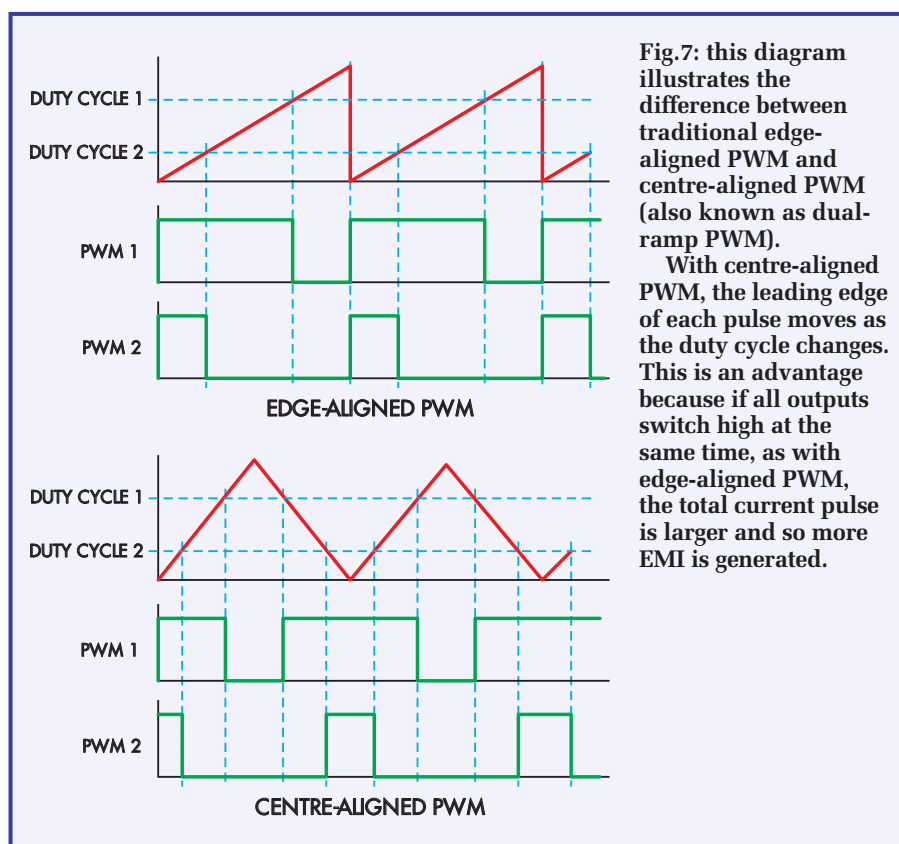 DUTY CYCLE 1
DUTY CYCLE 2
PWM 1
PWM 2
EDGE-ALIGNED PWM
DUTY CYCLE 1
DUTY CYCLE 2
PWM 1
PWM 2
CENTRE-ALIGNED PWM
Fig.7: this diagram
illustrates the
difference between
traditional edge-
aligned PWM and
centre-aligned PWM
(also known as dual-
ramp PWM).
With centre-aligned
PWM, the leading edge
of each pulse moves as
the duty cycle changes.
This is an advantage
because if all outputs
switch high at the
same time, as with
edge-aligned PWM,
the total current pulse
is larger and so more
EMI is generated.